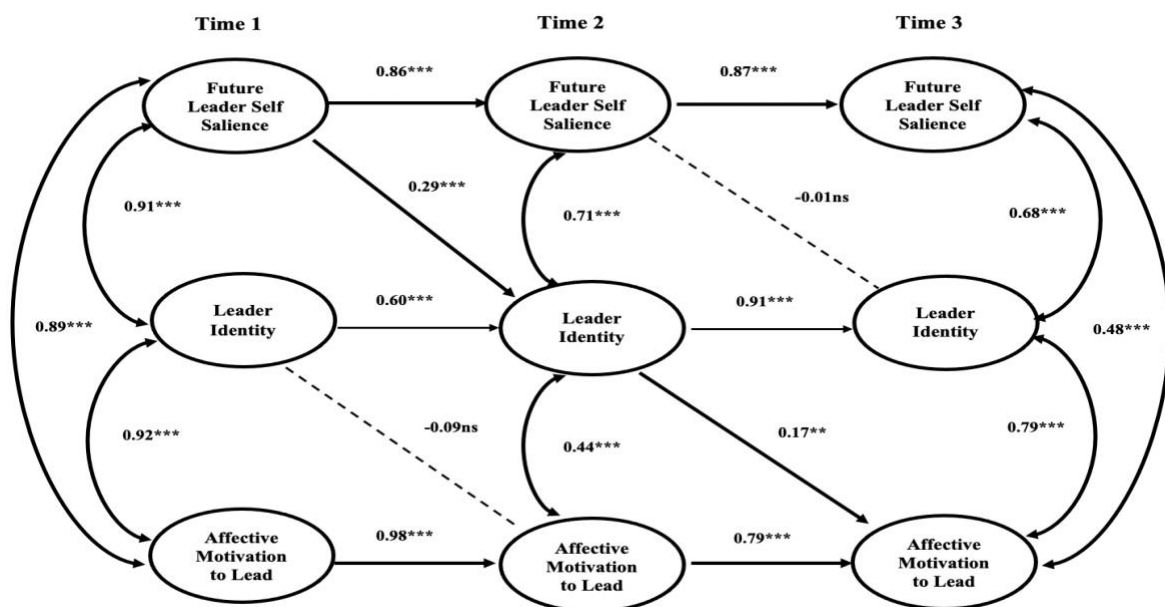 Time 1
Time 2
Time 3
Future
Leader Self
Salience
0.86***
Future
Leader Self
Salience
0.87***
Future
Leader Self
Salience
0.91***
0.29***
0.71***
-0.01ns
0.68***
0.89***
Leader
Identity
0.60***
Leader
Identity
0.91***
Leader
Identity
0.48***
0.92***
-0.09ns
0.44***
0.17**
0.79***
Affective
Motivation
to Lead
0.98***
Affective
Motivation
to Lead
0.79***
Affective
Motivation
to Lead